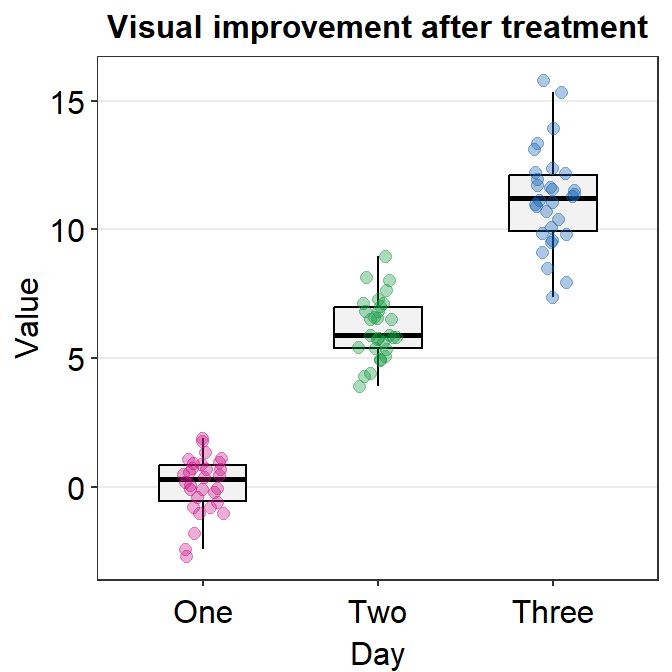 Visual improvement after treatment
15
10
5
0
Value
One Two Three
Day